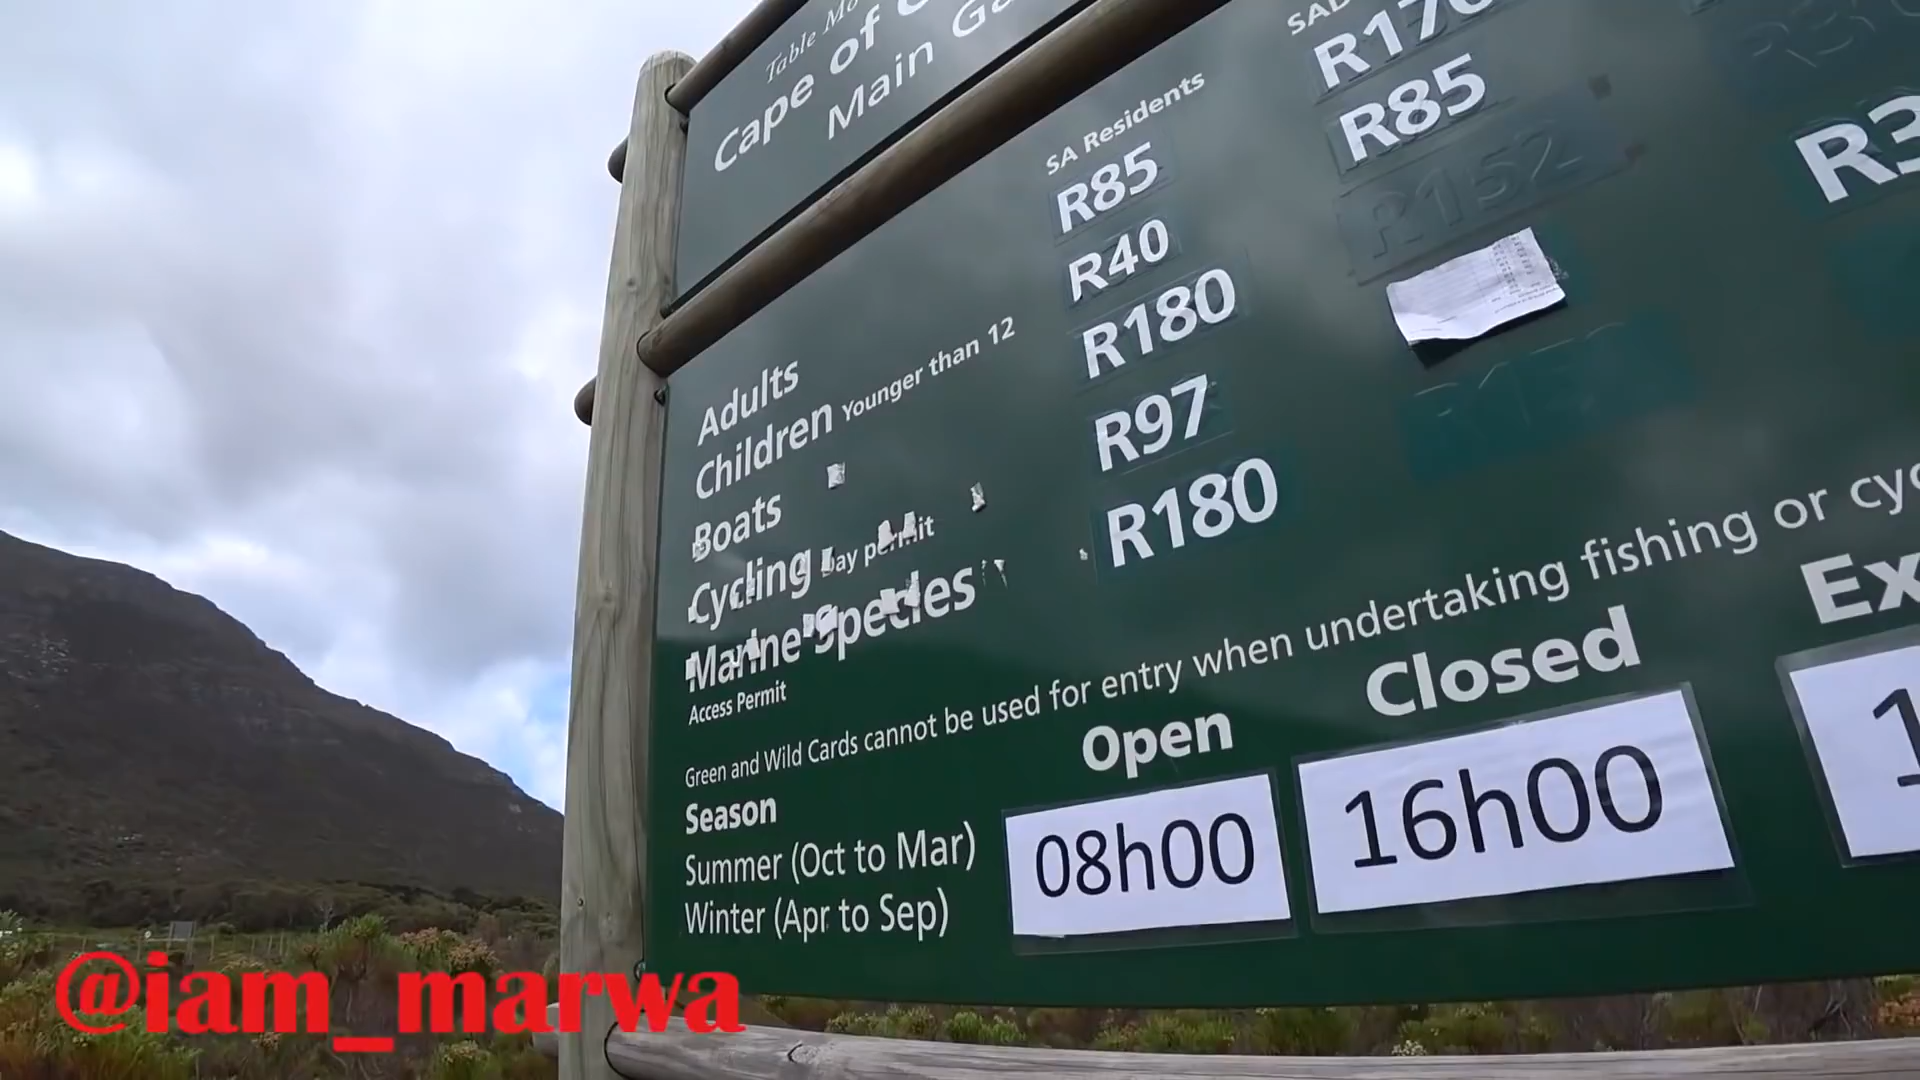 Table Mo
Cape of
Main Ga
SA Residents
R85
R40
R180
R97
R180
SAD
R170
R85
R152
R3
Adults
Children Younger than 12
Boats
Cycling Day permit
Marine Species
Access Permit
Green and Wild Cards cannot be used for entry when undertaking fishing or cyc
Season
Open
Closed
Ex
Summer (Oct to Mar)
Winter (Apr to Sep)
08h00
16h00
1
@iam_marwa